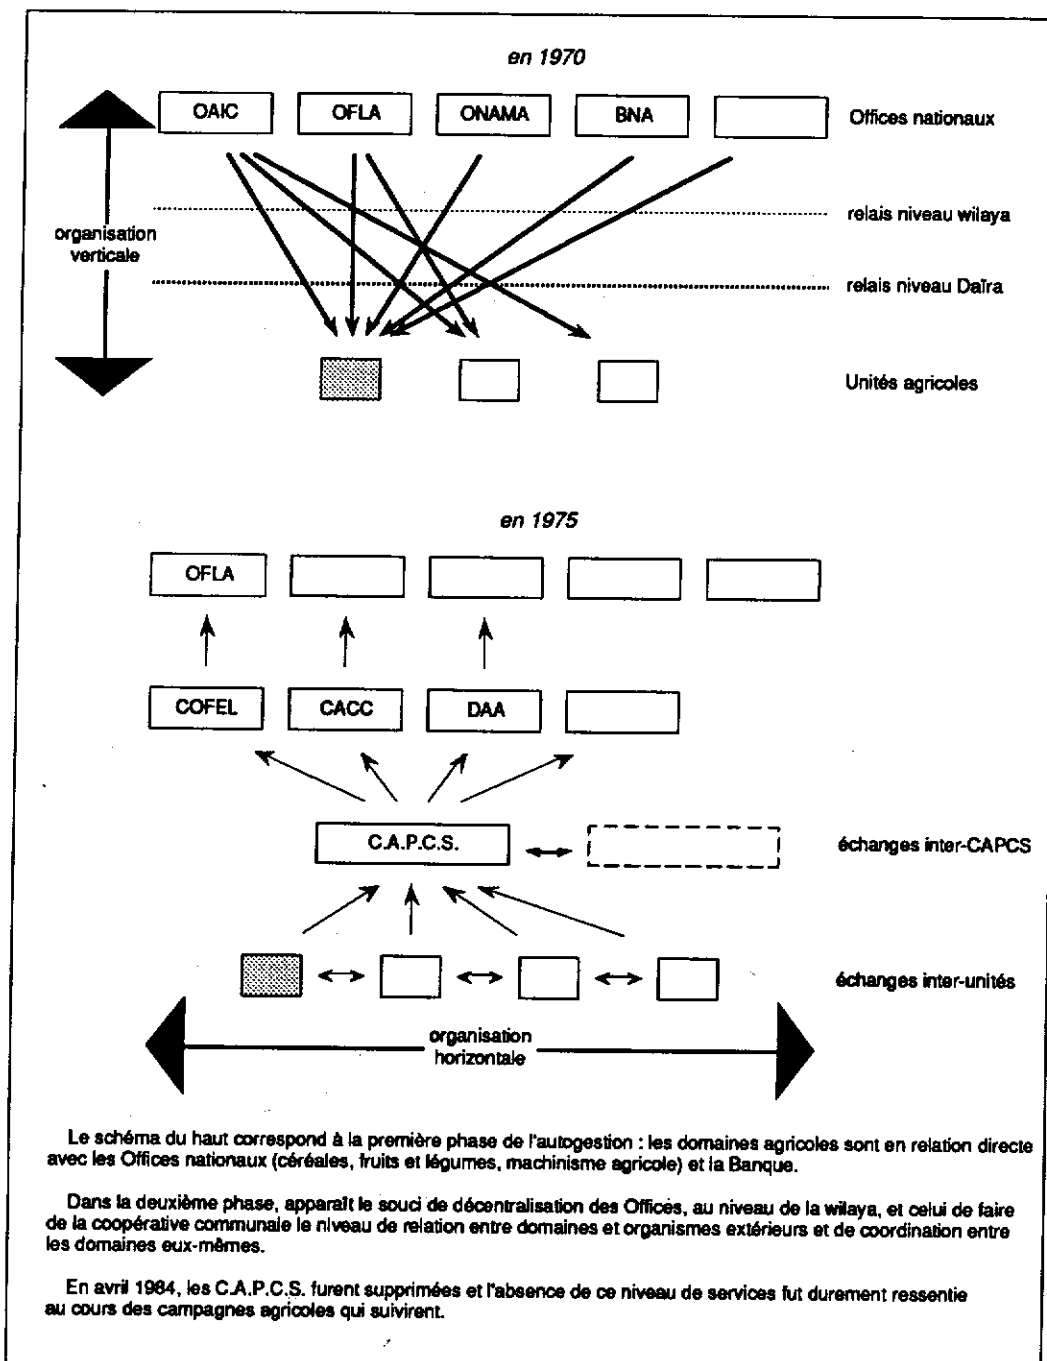 en 1970
OAIC OFLA ONAMA BNA Offices nationaux
relais niveau wilaya
organisation
verticale
relais niveau Daïra
Unités agricoles
en 1975
OFLA
COFEL CACC DAA
C.A.P.C.S. échanges inter-CAPCS
échanges inter-unités
organisation
horizontale
Le schéma du haut correspond à la première phase de l'autogestion : les domaines agricoles sont en relation directe
avec les Offices nationaux (céréales, fruits et légumes, machinisme agricole) et la Banque.
Dans la deuxième phase, apparaît le souci de décentralisation des Offices, au niveau de la wilaya, et celui de faire
de la coopérative communale le niveau de relation entre domaines et organismes extérieurs et de coordination entre
les domaines eux-mêmes.
En avril 1984, les C.A.P.C.S. furent supprimées et l'absence de ce niveau de services fut durement ressentie
au cours des campagnes agricoles qui suivirent.